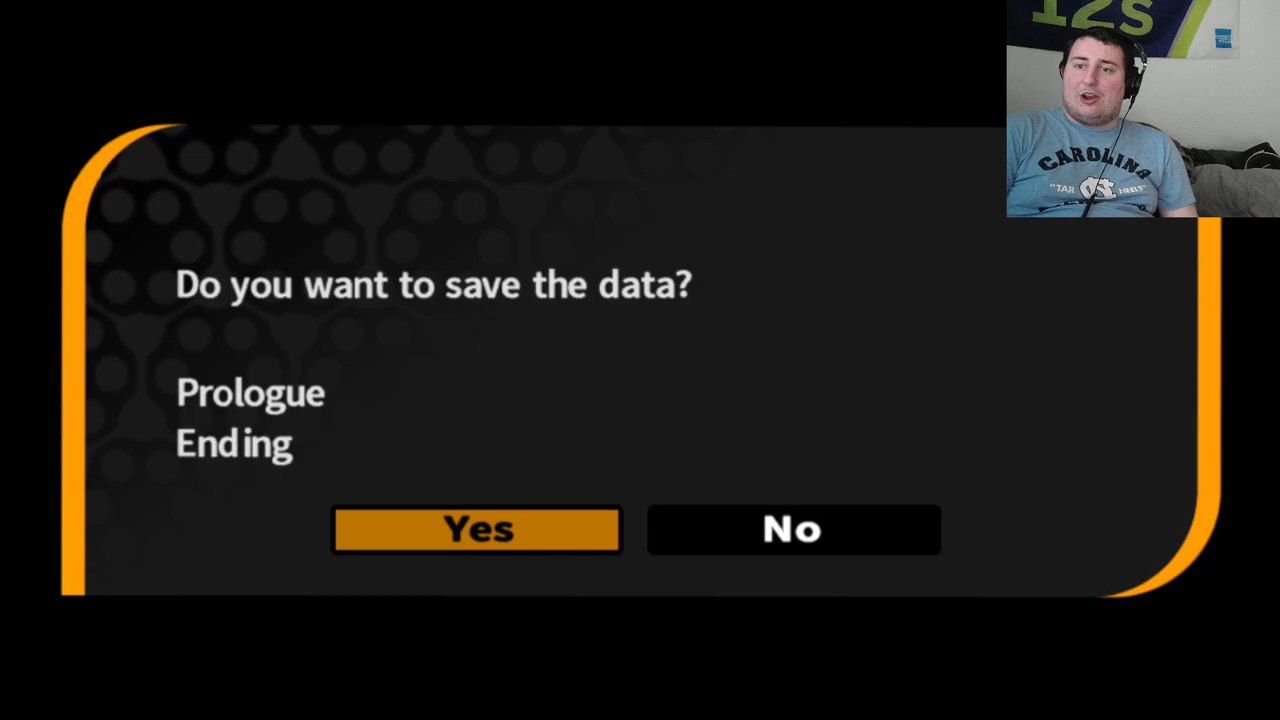 12s
CAROLINA
"TAR HEELS"
Do you want to save the data?
Prologue
Ending
Yes
No